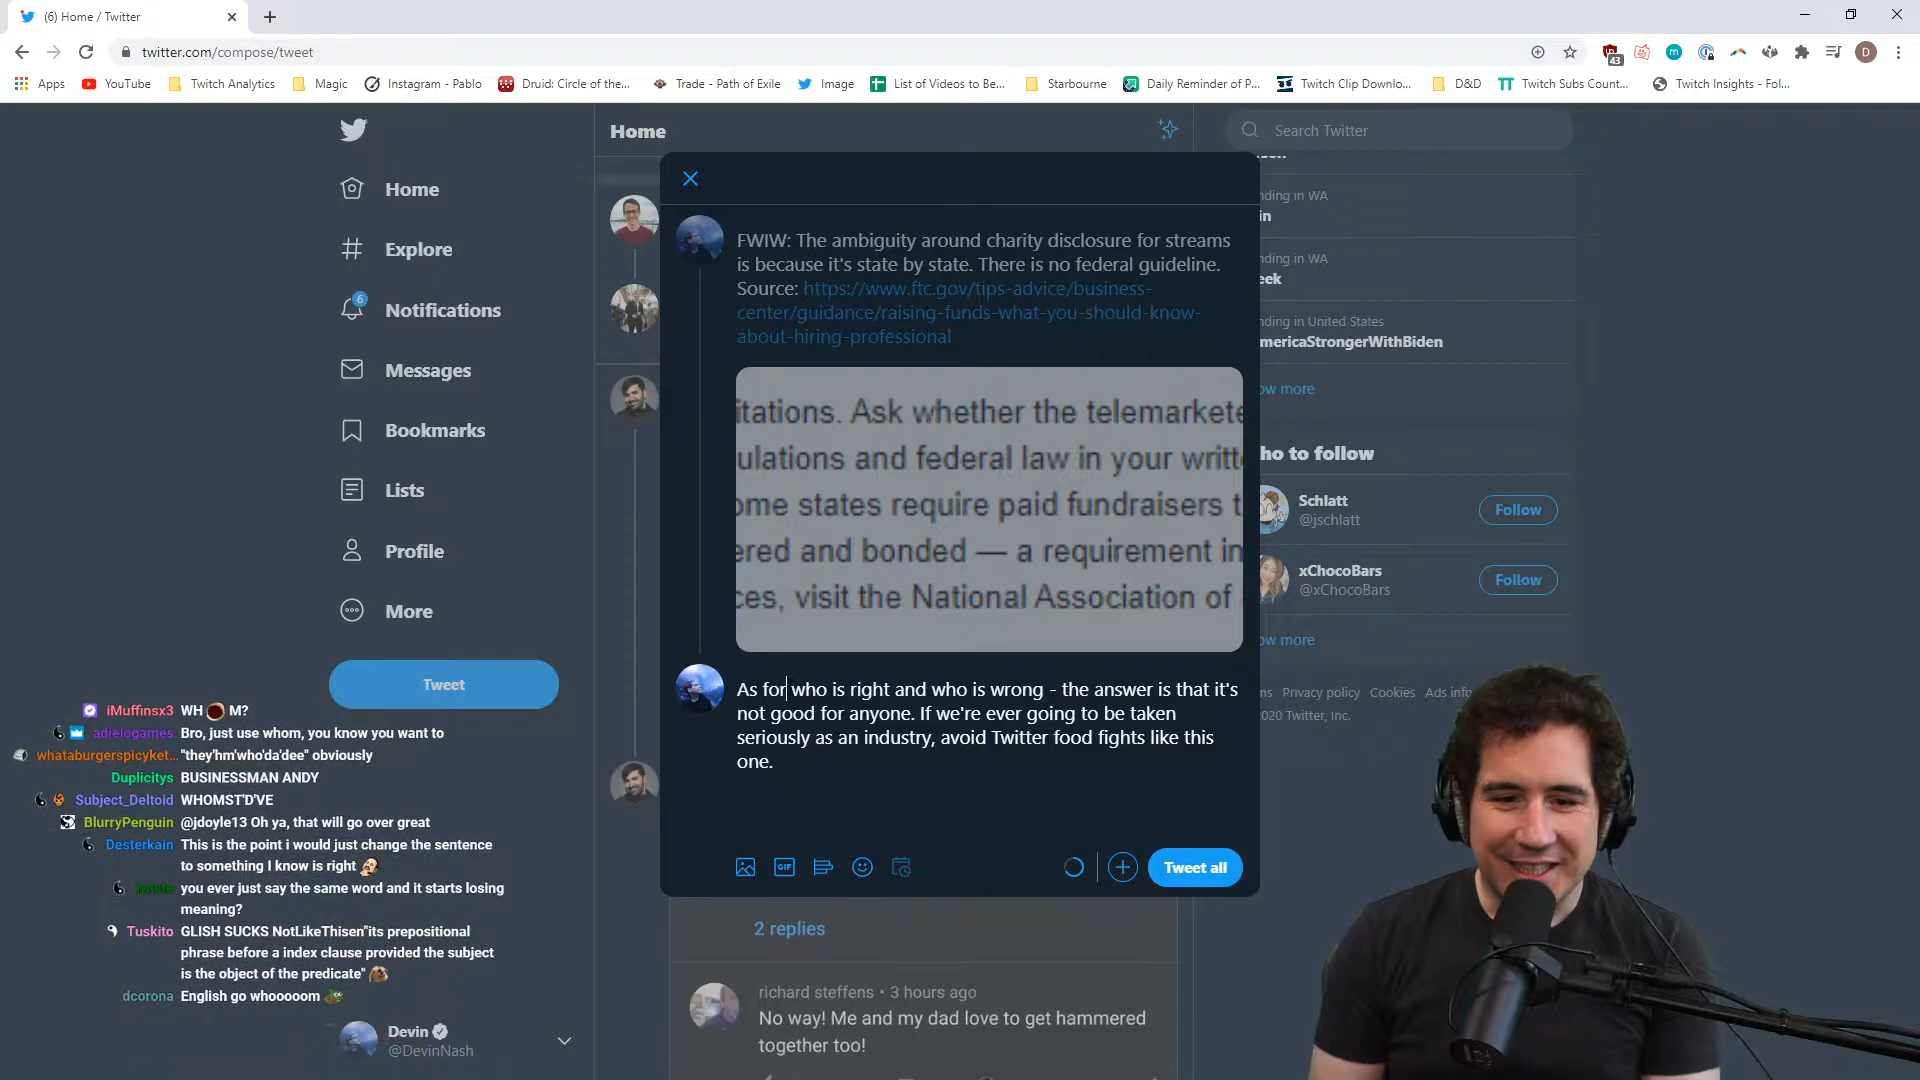 (6) Home / Twitter
twitter.com/compose/tweet
43
D
Apps
YouTube
Twitch Analytics
Magic
Instagram - Pablo
Druid: Circle of the...
Trade - Path of Exile
Image
List of Videos to Be...
Starbourne
Daily Reminder of P...
Twitch Clip Downlo...
D&D
Twitch Subs Count...
Twitch Insights - Fol...
Home
Explore
6
Notifications
Messages
Bookmarks
Lists
Profile
More
Tweet
iMuffinsx3 WH M?
adielogames Bro, just use whom, you know you want to
whataburgerspicyket... "they'hm'who'da'dee" obviously
Duplicitys BUSINESSMAN ANDY
Subject_Deltoid WHOMST'D'VE
BlurryPenguin @jdoyle13 Oh ya, that will go over great
Desterkain This is the point i would just change the sentence
to something I know is right
you ever just say the same word and it starts losing
meaning?
Tuskito GLISH SUCKS NotLikeThisen"its prepositional
phrase before a index clause provided the subject
is the object of the predicate"
dcorona English go whooooom
Devin
@DevinNash
Home
FWIW: The ambiguity around charity disclosure for streams
is because it's state by state. There is no federal guideline.
Source: https://www.ftc.gov/tips-advice/business-
center/guidance/raising-funds-what-you-should-know-
about-hiring-professional
itations. Ask whether the telemarkete
ulations and federal law in your writt
ome states require paid fundraisers t
ered and bonded — a requirement in
ces, visit the National Association of
As for who is right and who is wrong - the answer is that it's
not good for anyone. If we're ever going to be taken
seriously as an industry, avoid Twitter food fights like this
one.
GIF
Tweet all
2 replies
richard steffens • 3 hours ago
No way! Me and my dad love to get hammered
together too!
Search Twitter
nding in WA
in
nding in WA
eek
nding in United States
mericaStrongerWithBiden
ow more
ho to follow
Schlatt
@jschlatt
Follow
xChocoBars
@xChocoBars
Follow
ow more
ms Privacy policy Cookies Ads info
020 Twitter, Inc.